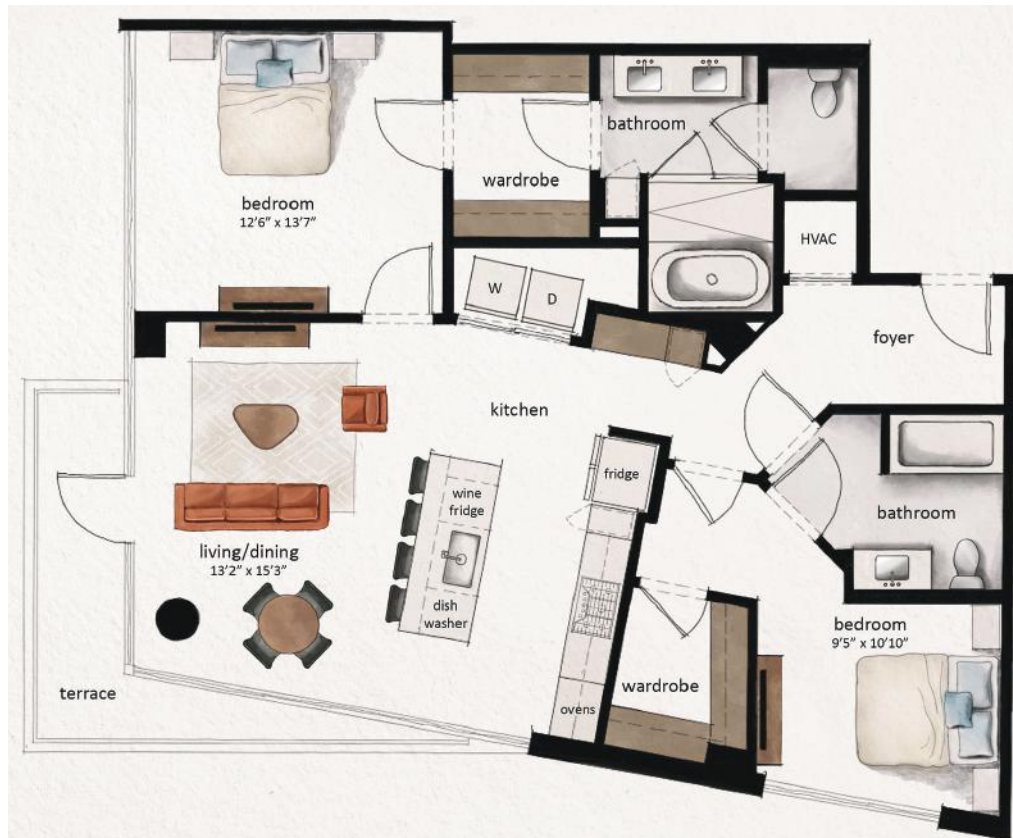 bathroom
wardrobe
bedroom
12'6" x 13'7"
HVAC
W
D
foyer
kitchen
fridge
wine
fridge
bathroom
living/dining
13'2" x 15'3"
dish
washer
bedroom
9'5" x 10'10"
wardrobe
terrace
ovens